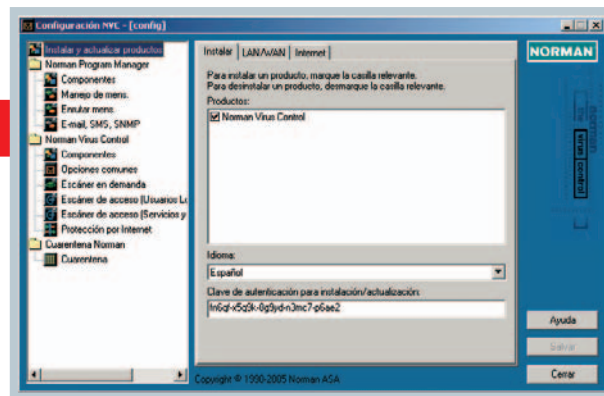 Configuración NVC - [config]
Instalar y actualizar productos
Norman Program Manager
Componentes
Manejo de mens.
Enrutar mens.
E-mail, SMS, SNMP
Norman Virus Control
Componentes
Opciones comunes
Escáner en demanda
Escáner de acceso (Usuarios Lo
Escáner de acceso (Servicios y
Protección por Internet
Cuarentena Norman
Cuarentena
Instalar
LAN/WAN
Internet
Para instalar un producto, marque la casilla relevante.
Para desinstalar un producto, desmarque la casilla relevante.
Productos:
Norman Virus Control
Idioma:
Español
Clave de autenticación para instalación/actualización:
NORMAN
norman
the
virus control
Ayuda
Salvar
Cerrar
Copyright © 1990-2005 Norman ASA